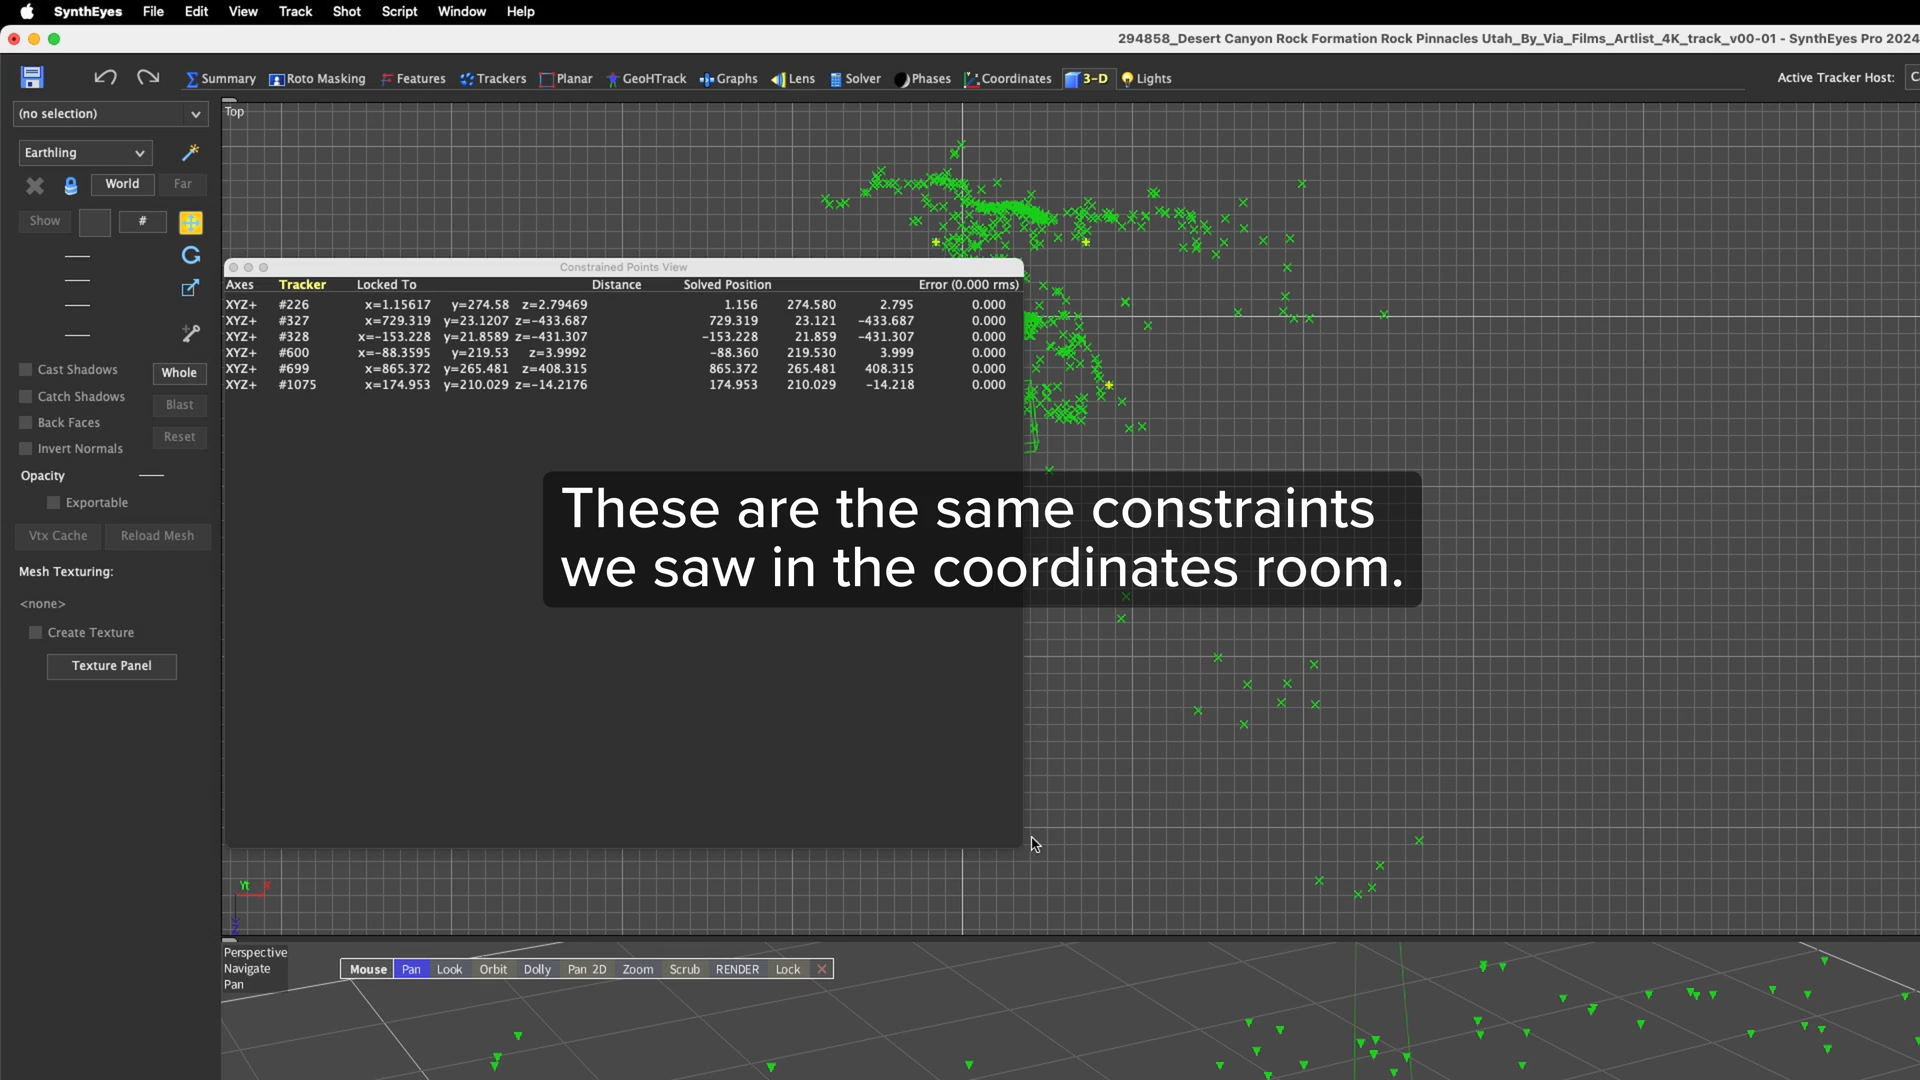 SynthEyes File Edit View Track Shot Script Window Help
294858_Desert Canyon Rock Formation Rock Pinnacles Utah_By_Via_Films_Artlist_4K_track_v00-01 - SynthEyes Pro 2024
Summary Roto Masking Features Trackers Planar GeoHTrack Graphs Lens Solver Phases Coordinates 3-D Lights Active Tracker Host:
(no selection)
Top
Earthling
World Far
Show #
Cast Shadows Whole
Catch Shadows Blast
Back Faces
Invert Normals Reset
Opacity
Exportable
Vtx Cache Reload Mesh
Mesh Texturing:
<none>
Create Texture
Texture Panel
Constrained Points View
Axes Tracker Locked To Distance Solved Position Error (0.000 rms)
XYZ+ #226 x=1.15617 y=274.58 z=2.79469 1.156 274.580 2.795 0.000
XYZ+ #327 x=729.319 y=23.1207 z=-433.687 729.319 23.121 -433.687 0.000
XYZ+ #328 x=-153.228 y=21.8589 z=-431.307 -153.228 21.859 -431.307 0.000
XYZ+ #600 x=-88.3595 y=219.53 z=3.9992 -88.360 219.530 3.999 0.000
XYZ+ #699 x=865.372 y=265.481 z=408.315 865.372 265.481 408.315 0.000
XYZ+ #1075 x=174.953 y=210.029 z=-14.2176 174.953 210.029 -14.218 0.000
These are the same constraints
we saw in the coordinates room.
Perspective
Navigate
Pan
Mouse Pan Look Orbit Dolly Pan 2D Zoom Scrub RENDER Lock X